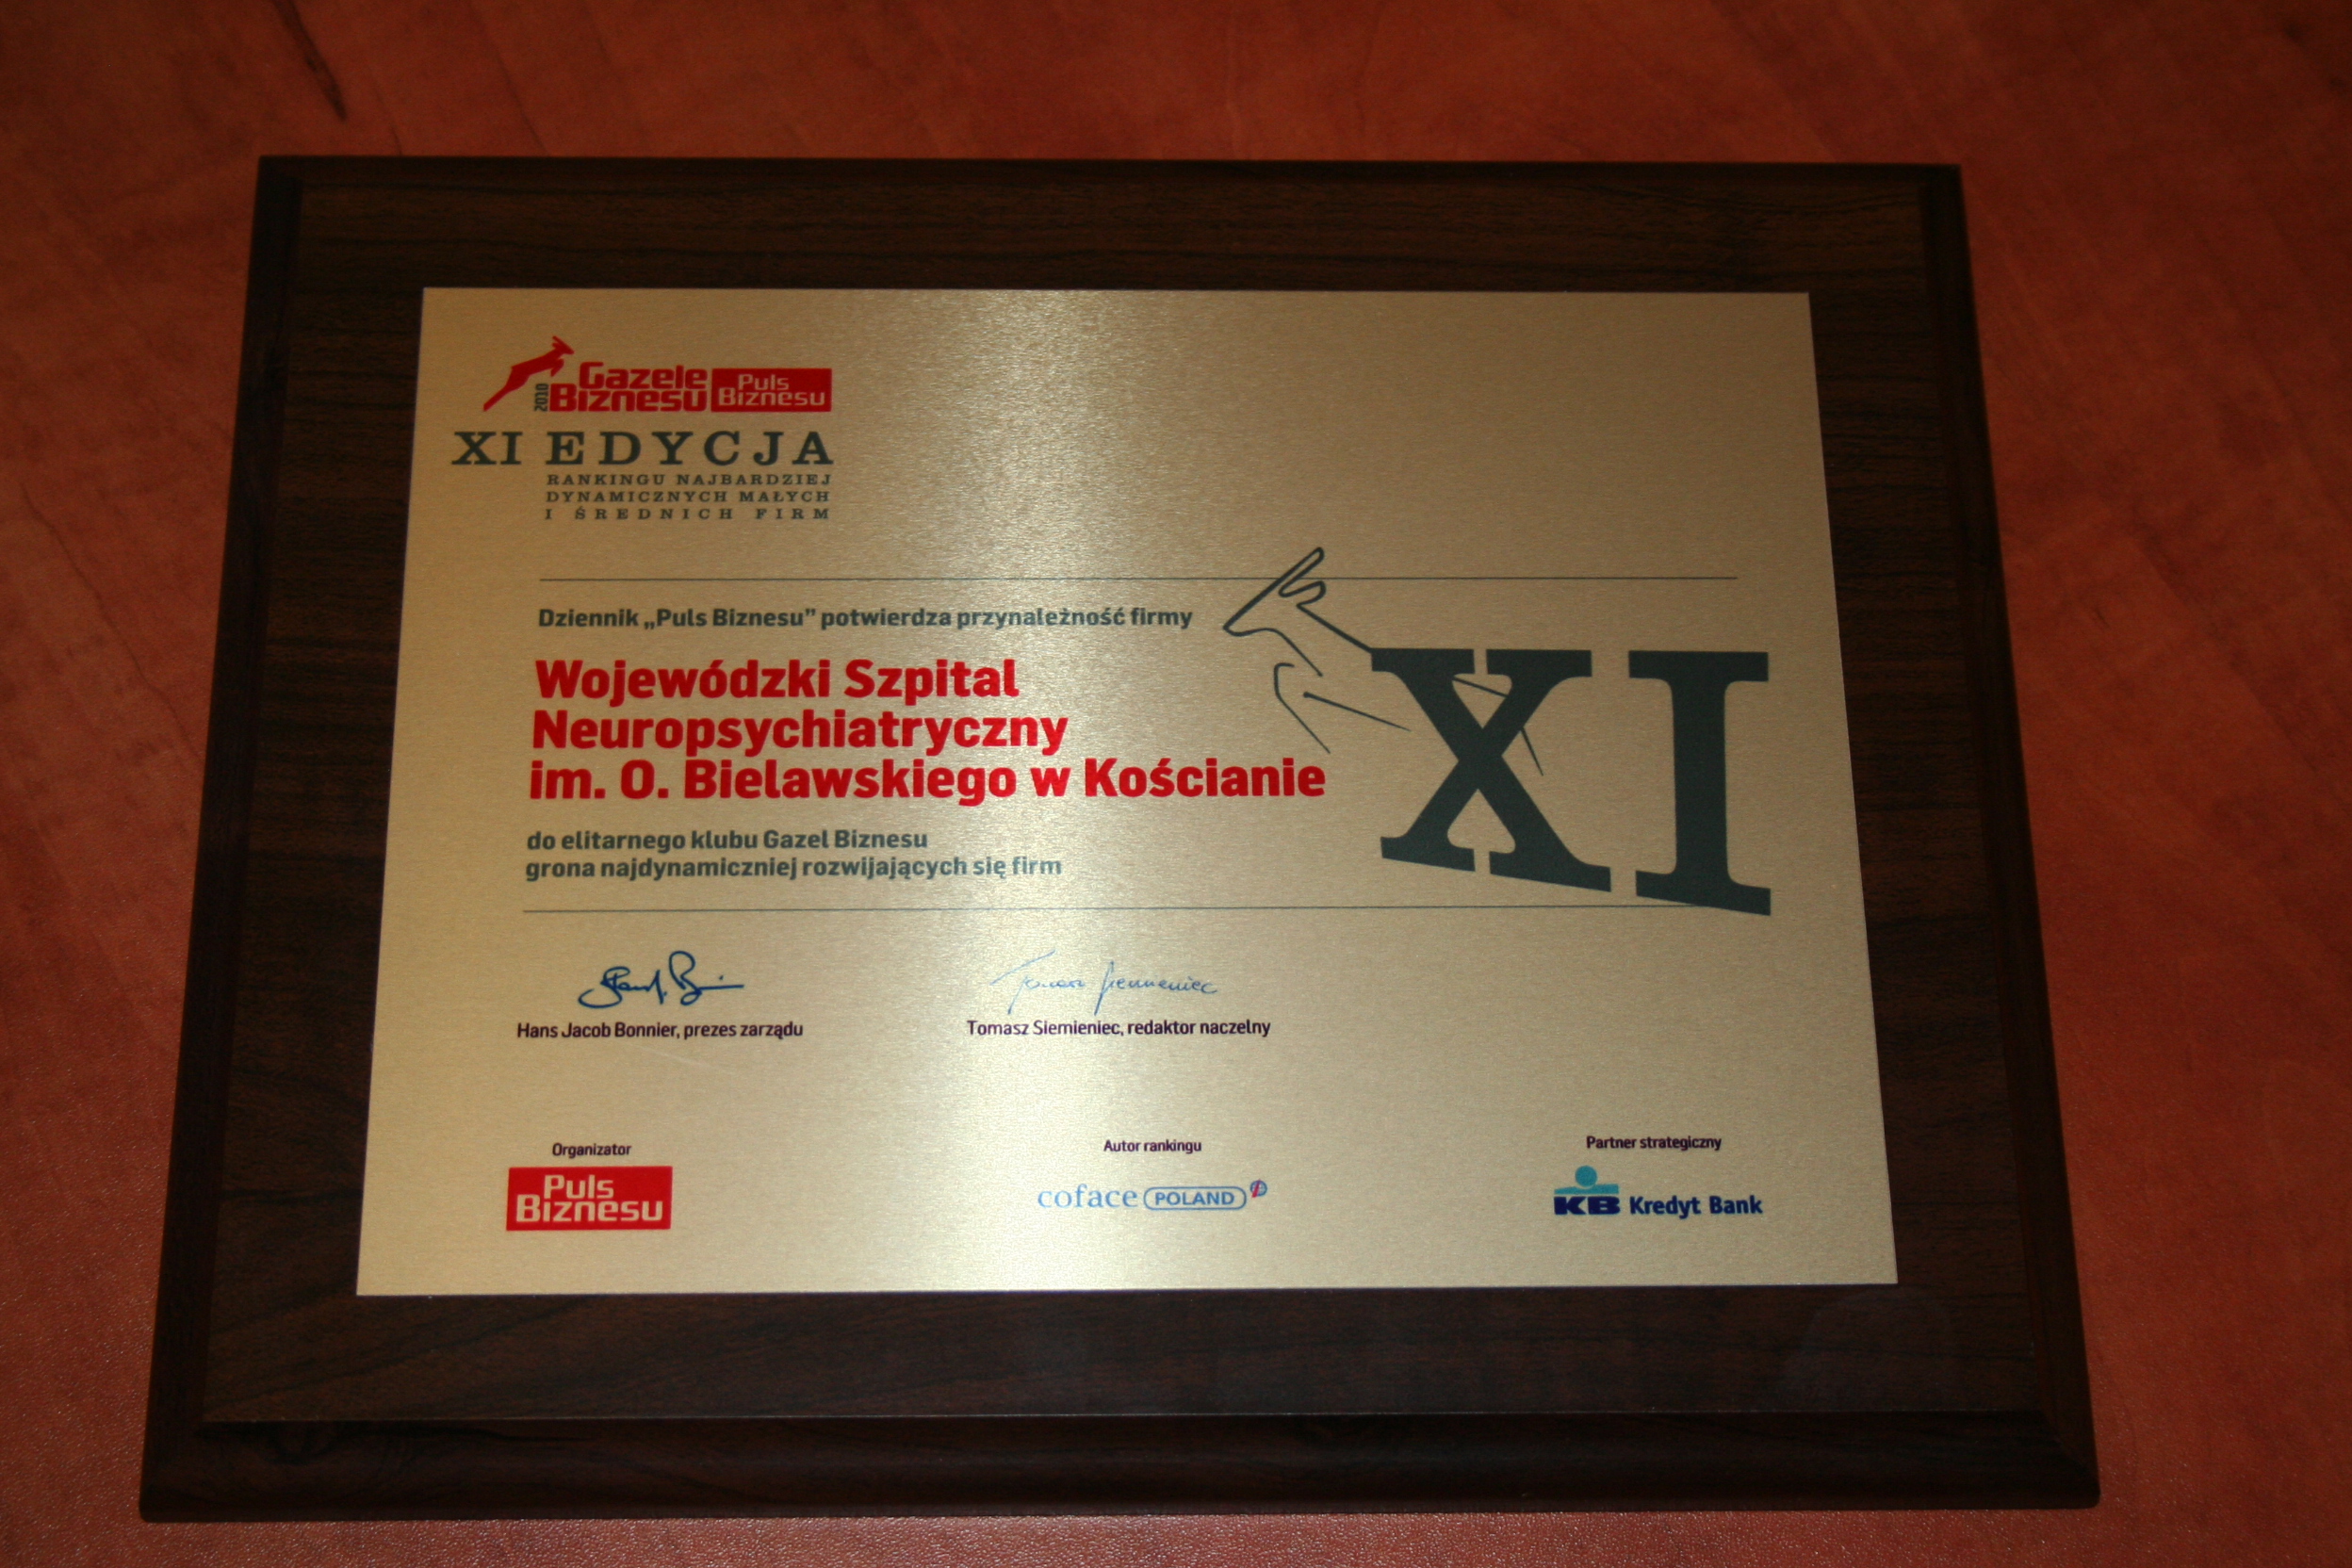 2010 Gazele Biznesu Puls Biznesu
XI EDYCJA
RANKINGU NAJBARDZIEJ
DYNAMICZNYCH MAŁYCH
I ŚREDNICH FIRM
Dziennik „Puls Biznesu” potwierdza przynależność firmy
Wojewódzki Szpital
Neuropsychiatryczny
im. O. Bielawskiego w Kościanie
XI
do elitarnego klubu Gazel Biznesu
grona najdynamiczniej rozwijających się firm
Hans Jacob Bonnier, prezes zarządu
Tomasz Siemieniec
Tomasz Siemieniec, redaktor naczelny
Organizator
Puls
Biznesu
Autor rankingu
coface POLAND
Partner strategiczny
KB Kredyt Bank